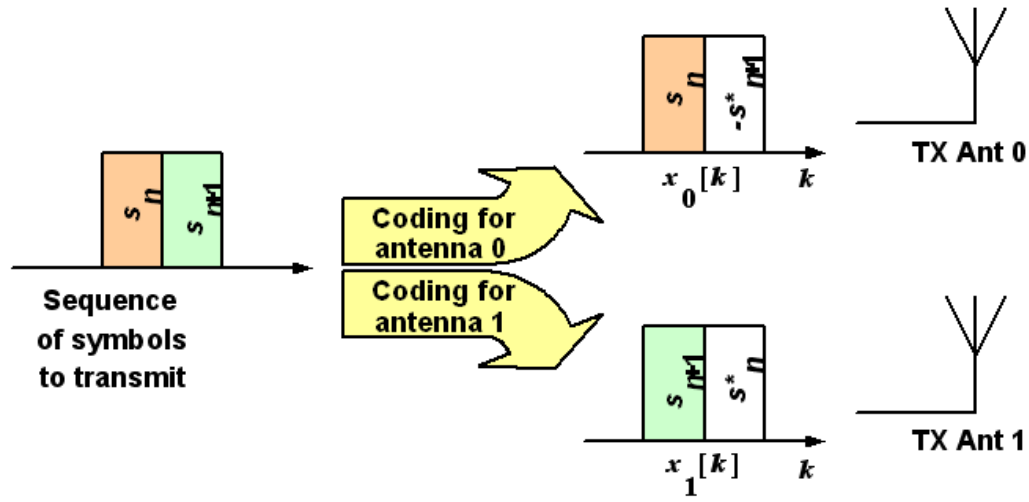 s n
s n+1
Sequence
of symbols
to transmit
Coding for
antenna 0
Coding for
antenna 1
s n
-s* n+1
x 0 [k]
k
TX Ant 0
s n+1
s* n
x 1 [k]
k
TX Ant 1